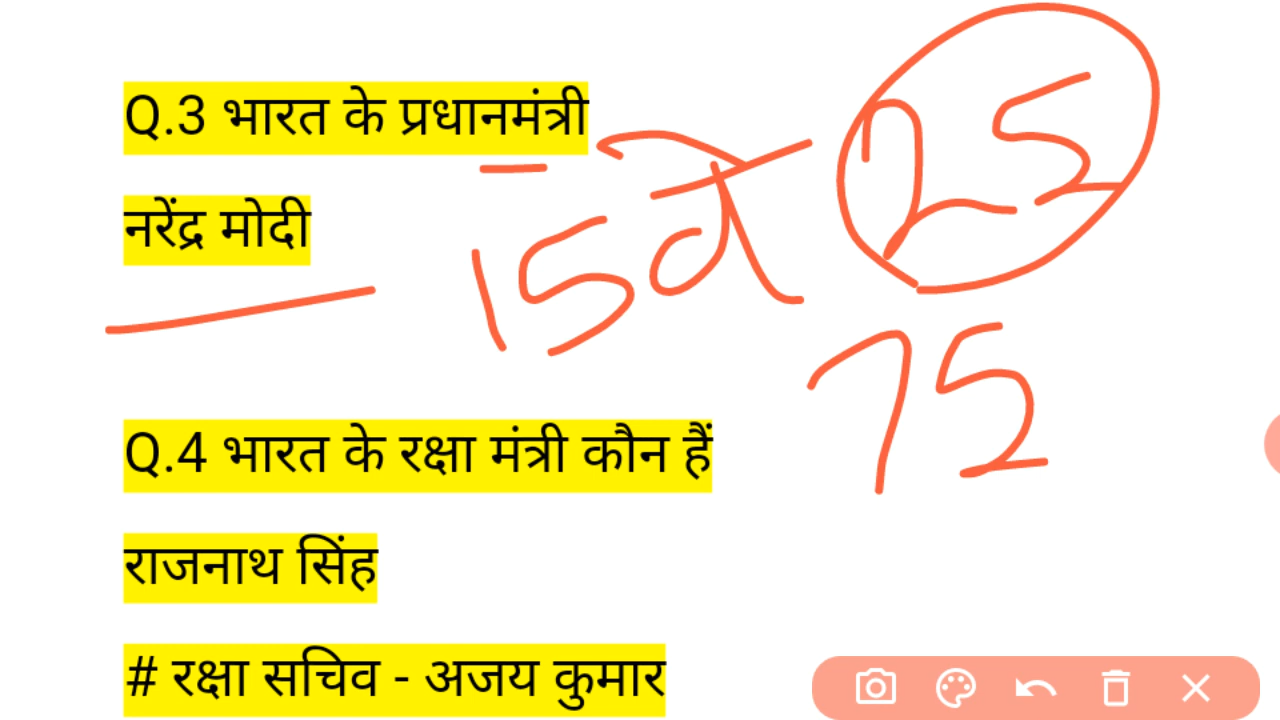 Q.3 भारत के प्रधानमंत्री
नरेंद्र मोदी
15वे
25
75
Q.4 भारत के रक्षा मंत्री कौन हैं
राजनाथ सिंह
# रक्षा सचिव - अजय कुमार